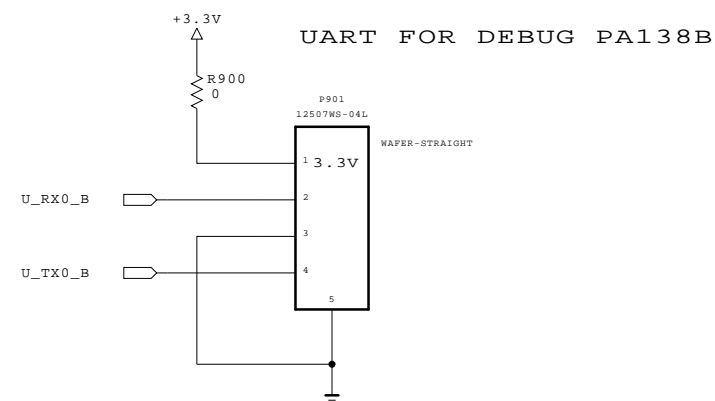 +3.3V
UART FOR DEBUG PA138B
R900
0
P901
12507WS-04L
WAFER-STRAIGHT
1 3.3V
U_RX0_B
2
3
U_TX0_B
4
5